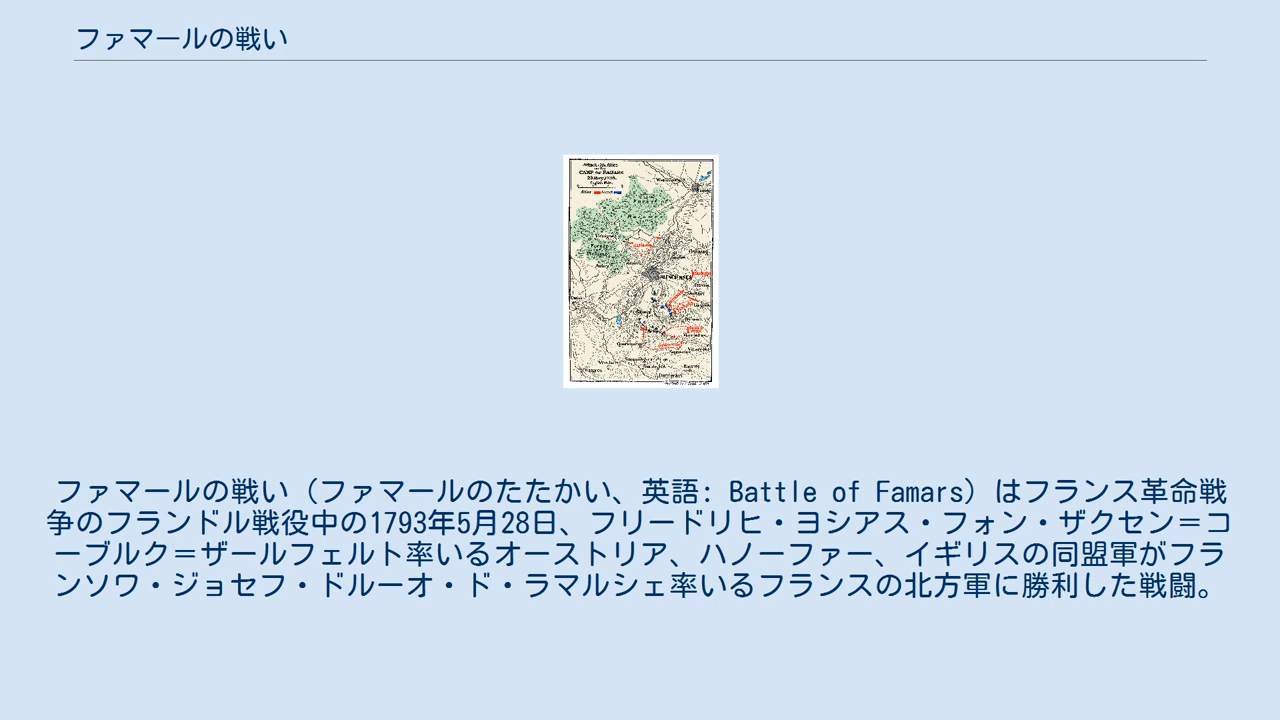 ファマールの戦い
CAMP OF FAMARS
ファマールの戦い（ファマールのたたかい、英語: Battle of Famars）はフランス革命戦
争のフランドル戦役中の1793年5月28日、フリードリヒ・ヨシアス・フォン・ザクセン＝コ
ーブルク＝ザールフェルト率いるオーストリア、ハノーファー、イギリスの同盟軍がフラ
ンソワ・ジョセフ・ドルーオ・ド・ラマルシェ率いるフランスの北方軍に勝利した戦闘。